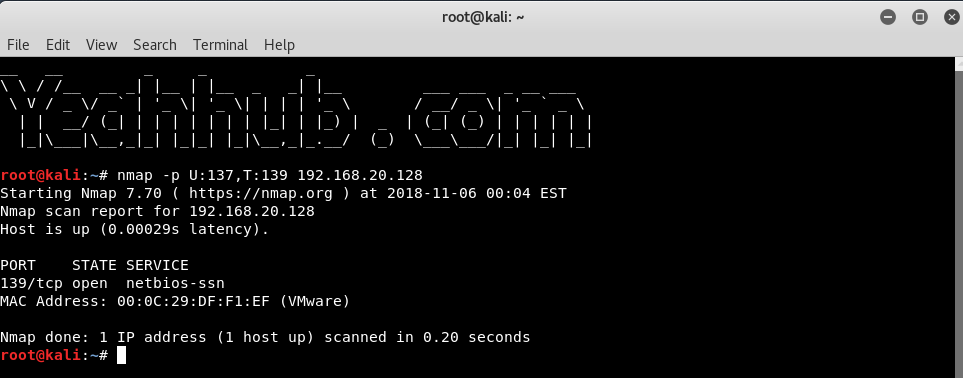 root@kali: ~
File Edit View Search Terminal Help
Yeahhub.com
root@kali:~# nmap -p U:137,T:139 192.168.20.128
Starting Nmap 7.70 ( https://nmap.org ) at 2018-11-06 00:04 EST
Nmap scan report for 192.168.20.128
Host is up (0.00029s latency).
PORT    STATE SERVICE
139/tcp open  netbios-ssn
MAC Address: 00:0C:29:DF:F1:EF (VMware)
Nmap done: 1 IP address (1 host up) scanned in 0.20 seconds
root@kali:~#